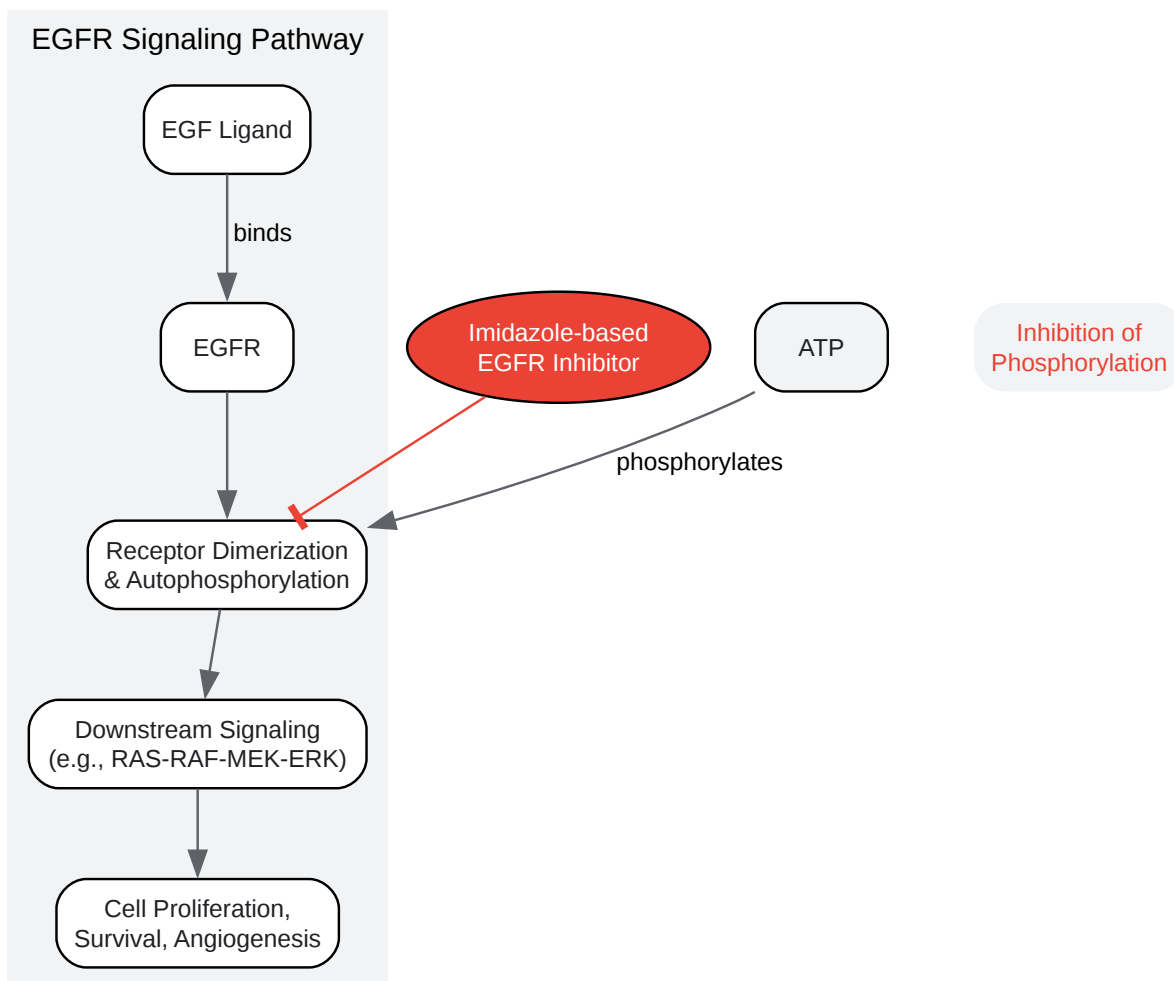 EGFR Signaling Pathway
EGF Ligand
binds
EGFR
Imidazole-based
EGFR Inhibitor
ATP
Inhibition of
Phosphorylation
phosphorylates
Receptor Dimerization
& Autophosphorylation
Downstream Signaling
(e.g., RAS-RAF-MEK-ERK)
Cell Proliferation,
Survival, Angiogenesis